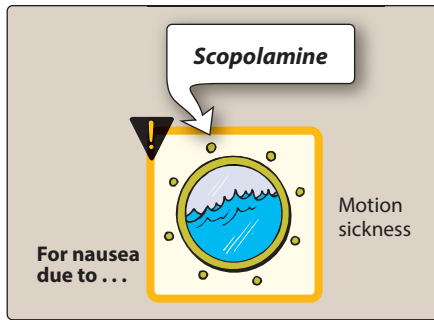 Scopolamine
!
Motion
sickness
For nausea
due to . . .